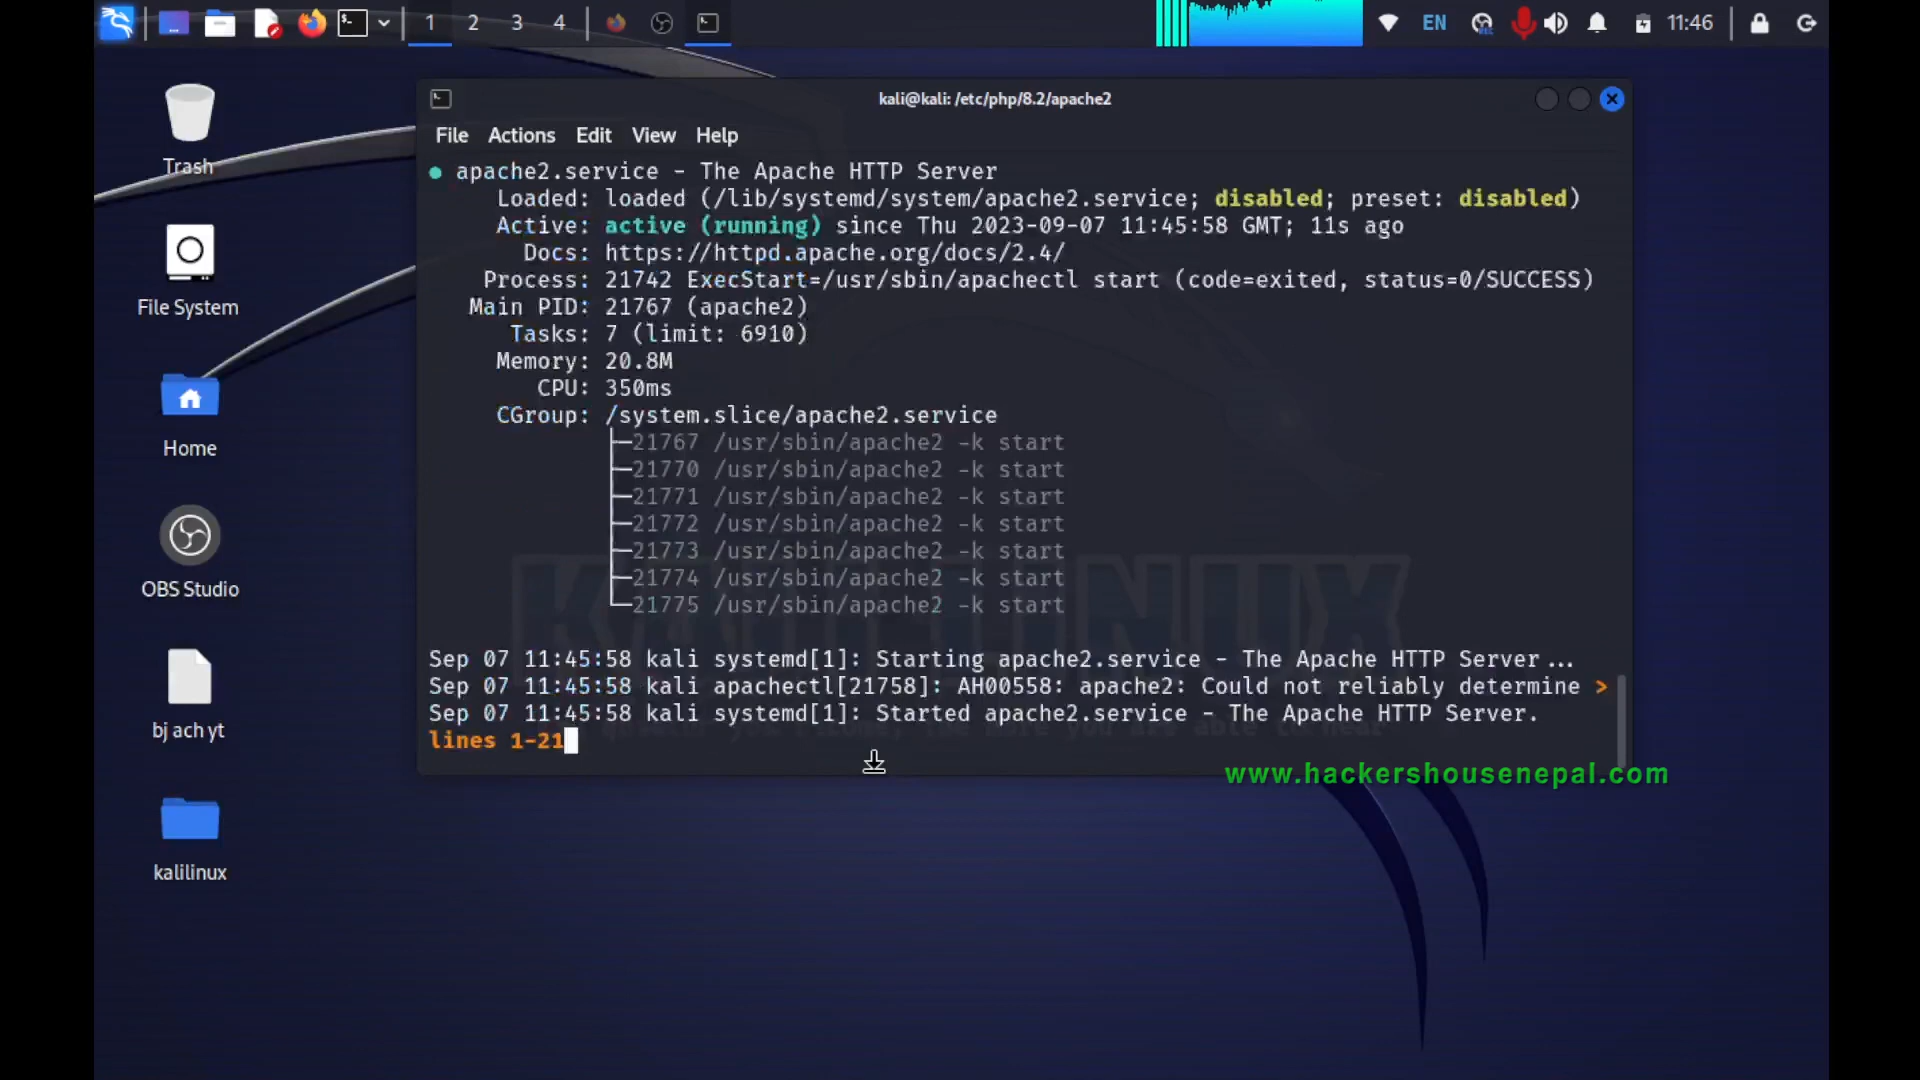 1 2 3 4 EN 11:46
kali@kali: /etc/php/8.2/apache2
File Actions Edit View Help
● apache2.service - The Apache HTTP Server
Loaded: loaded (/lib/systemd/system/apache2.service; disabled; preset: disabled)
Active: active (running) since Thu 2023-09-07 11:45:58 GMT; 11s ago
Docs: https://httpd.apache.org/docs/2.4/
Process: 21742 ExecStart=/usr/sbin/apachectl start (code=exited, status=0/SUCCESS)
Main PID: 21767 (apache2)
Tasks: 7 (limit: 6910)
Memory: 20.8M
CPU: 350ms
CGroup: /system.slice/apache2.service
├─21767 /usr/sbin/apache2 -k start
├─21770 /usr/sbin/apache2 -k start
├─21771 /usr/sbin/apache2 -k start
├─21772 /usr/sbin/apache2 -k start
├─21773 /usr/sbin/apache2 -k start
├─21774 /usr/sbin/apache2 -k start
└─21775 /usr/sbin/apache2 -k start
Sep 07 11:45:58 kali systemd[1]: Starting apache2.service - The Apache HTTP Server...
Sep 07 11:45:58 kali apachectl[21758]: AH00558: apache2: Could not reliably determine >
Sep 07 11:45:58 kali systemd[1]: Started apache2.service - The Apache HTTP Server.
lines 1-21
Trash
File System
Home
OBS Studio
bj ach yt
kalilinux
KALI LINUX
www.hackershousenepal.com